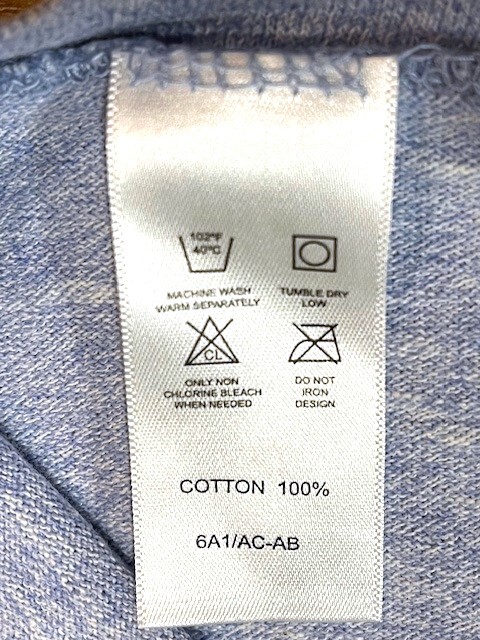 102°F
40°C
MACHINE WASH
WARM SEPARATELY
TUMBLE DRY
LOW
CL
ONLY NON
CHLORINE BLEACH
WHEN NEEDED
DO NOT
IRON
DESIGN
COTTON 100%
6A1/AC-AB